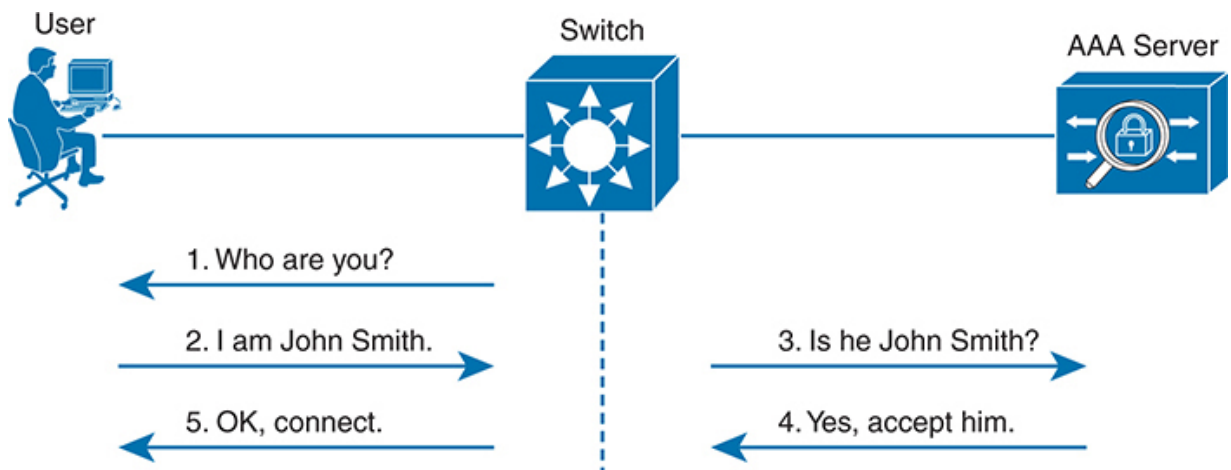 User
Switch
AAA Server
1. Who are you?
2. I am John Smith.
3. Is he John Smith?
5. OK, connect.
4. Yes, accept him.